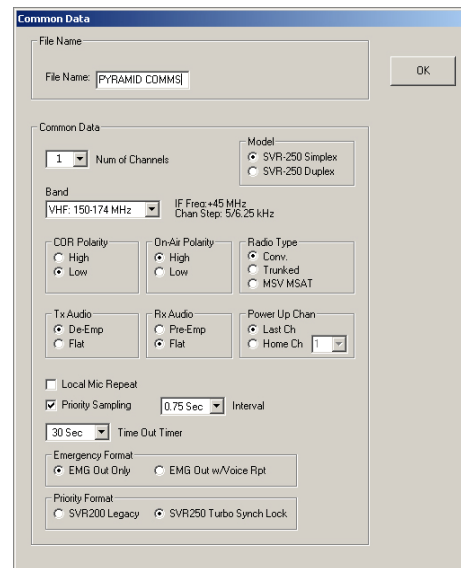 Common Data
File Name
File Name: PYRAMID COMMS
OK
Common Data
1 Num of Channels
Model
SVR-250 Simplex
SVR-250 Duplex
Band
VHF: 150-174 MHz
IF Freq:+45 MHz
Chan Step: 5/6.25 kHz
COR Polarity
High
Low
On-Air Polarity
High
Low
Radio Type
Conv.
Trunked
MSV MSAT
Tx Audio
De-Emp
Flat
Rx Audio
Pre-Emp
Flat
Power Up Chan
Last Ch
Home Ch 1
Local Mic Repeat
Priority Sampling 0.75 Sec Interval
30 Sec Time Out Timer
Emergency Format
EMG Out Only EMG Out w/Voice Rpt
Priority Format
SVR200 Legacy SVR250 Turbo Synch Lock